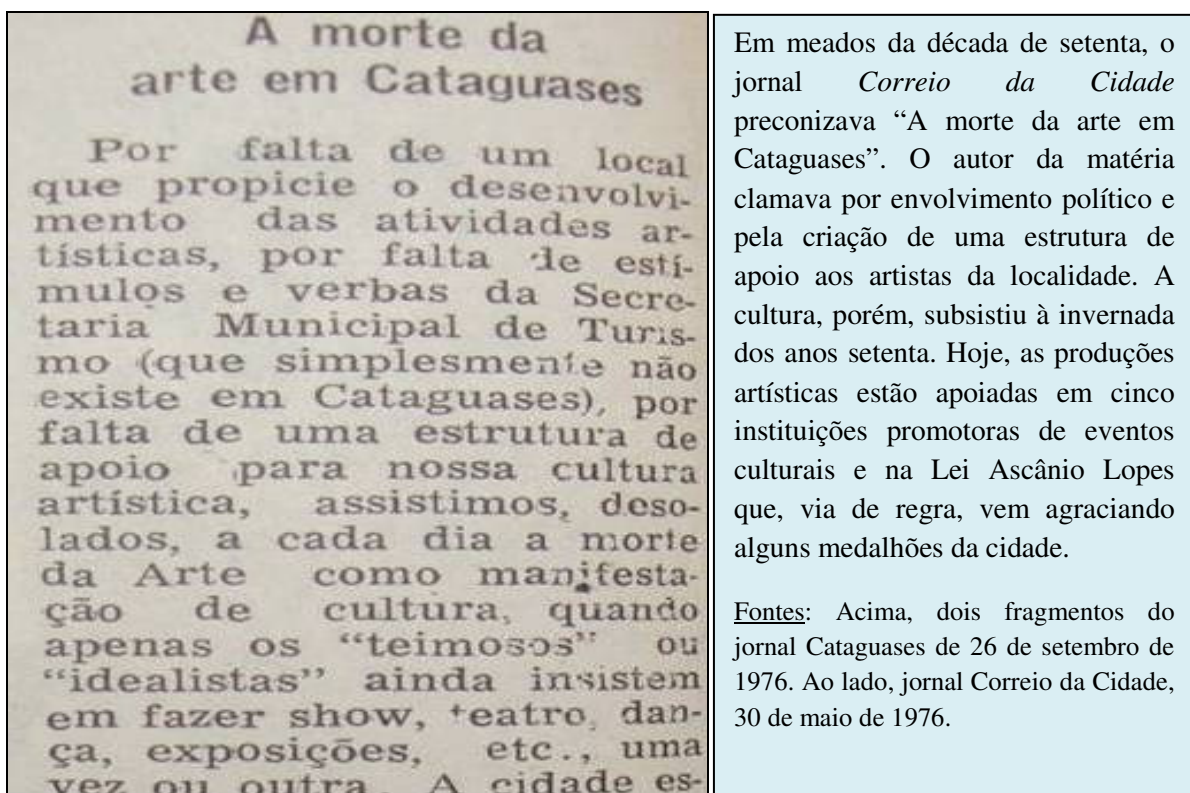 A morte da
arte em Cataguases
Por falta de um local
que propicie o desenvolvi-
mento das atividades ar-
tísticas, por falta de estí-
mulos e verbas da Secre-
taria Municipal de Turis-
mo (que simplesmente não
existe em Cataguases), por
falta de uma estrutura de
apoio para nossa cultura
artística, assistimos, deso-
lados, a cada dia a morte
da Arte como manifesta-
ção de cultura, quando
apenas os “teimosos” ou
“idealistas” ainda insistem
em fazer show, teatro, dan-
ça, exposições, etc., uma
vez ou outra. A cidade es-
Em meados da década de setenta, o
jornal Correio da Cidade
preconizava “A morte da arte em
Cataguases”. O autor da matéria
clamava por envolvimento político e
pela criação de uma estrutura de
apoio aos artistas da localidade. A
cultura, porém, subsistiu à invernada
dos anos setenta. Hoje, as produções
artísticas estão apoiadas em cinco
instituições promotoras de eventos
culturais e na Lei Ascânio Lopes
que, via de regra, vem agraciando
alguns medalhões da cidade.
Fontes: Acima, dois fragmentos do
jornal Cataguases de 26 de setembro de
1976. Ao lado, jornal Correio da Cidade,
30 de maio de 1976.